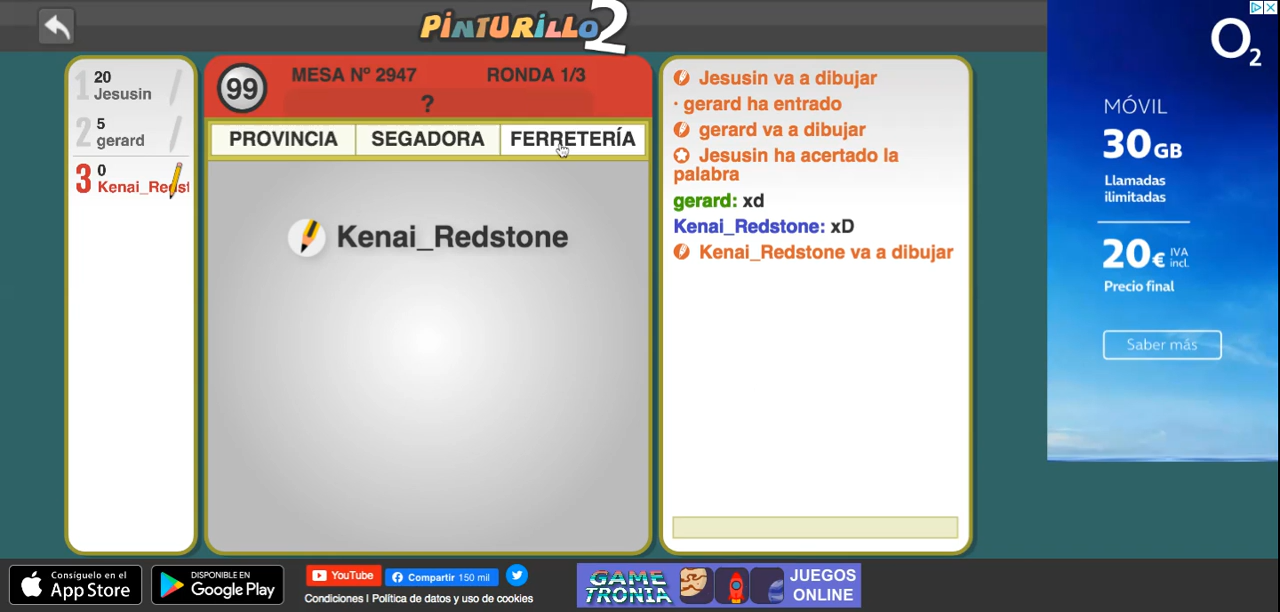 PINTURILLO 2
1 20
Jesusin
2 5
gerard
3 0
Kenai_Redst
99
MESA Nº 2947
RONDA 1/3
?
PROVINCIA
SEGADORA
FERRETERÍA
Kenai_Redstone
Jesusin va a dibujar
· gerard ha entrado
gerard va a dibujar
Jesusin ha acertado la
palabra
gerard: xd
Kenai_Redstone: xD
Kenai_Redstone va a dibujar
O2
MÓVIL
30GB
Llamadas
ilimitadas
20€ IVA incl.
Precio final
Saber más
Consíguelo en el
App Store
DISPONIBLE EN
Google Play
YouTube
Compartir 150 mil
Condiciones | Política de datos y uso de cookies
GAME
TRONIA
JUEGOS
ONLINE